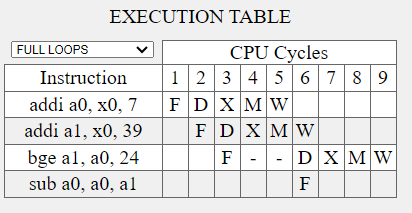 EXECUTION TABLE
FULL LOOPS CPU Cycles
Instruction 1 2 3 4 5 6 7 8 9
addi a0, x0, 7 F D X M W
addi a1, x0, 39 F D X M W
bge a1, a0, 24 F - - D X M W
sub a0, a0, a1 F